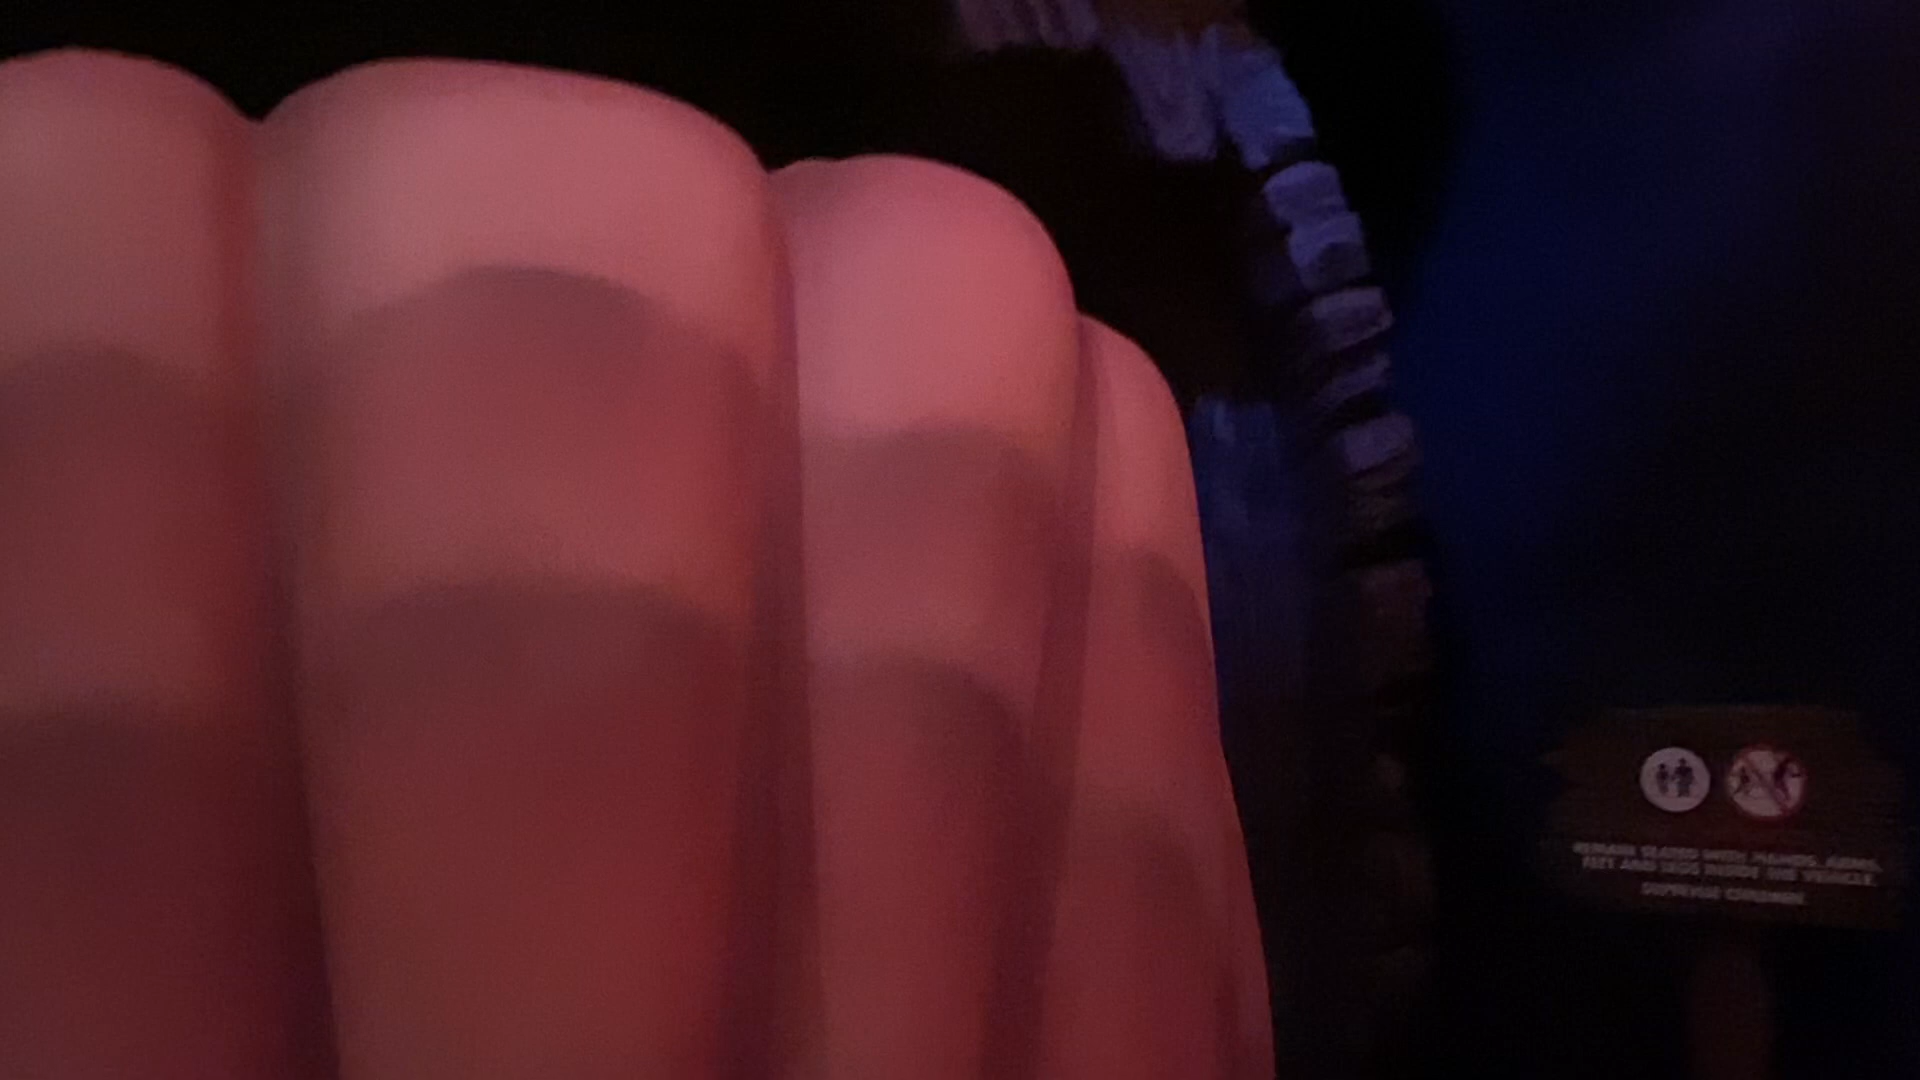 REMAIN SEATED WITH HANDS, ARMS,
FEET AND LEGS INSIDE THE VEHICLE.
SUPERVISE CHILDREN.